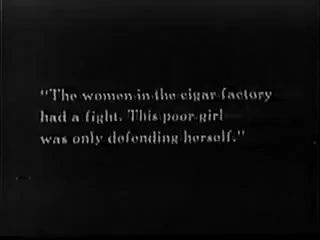 "The women in the cigar factory
had a fight. This poor girl
was only defending herself."